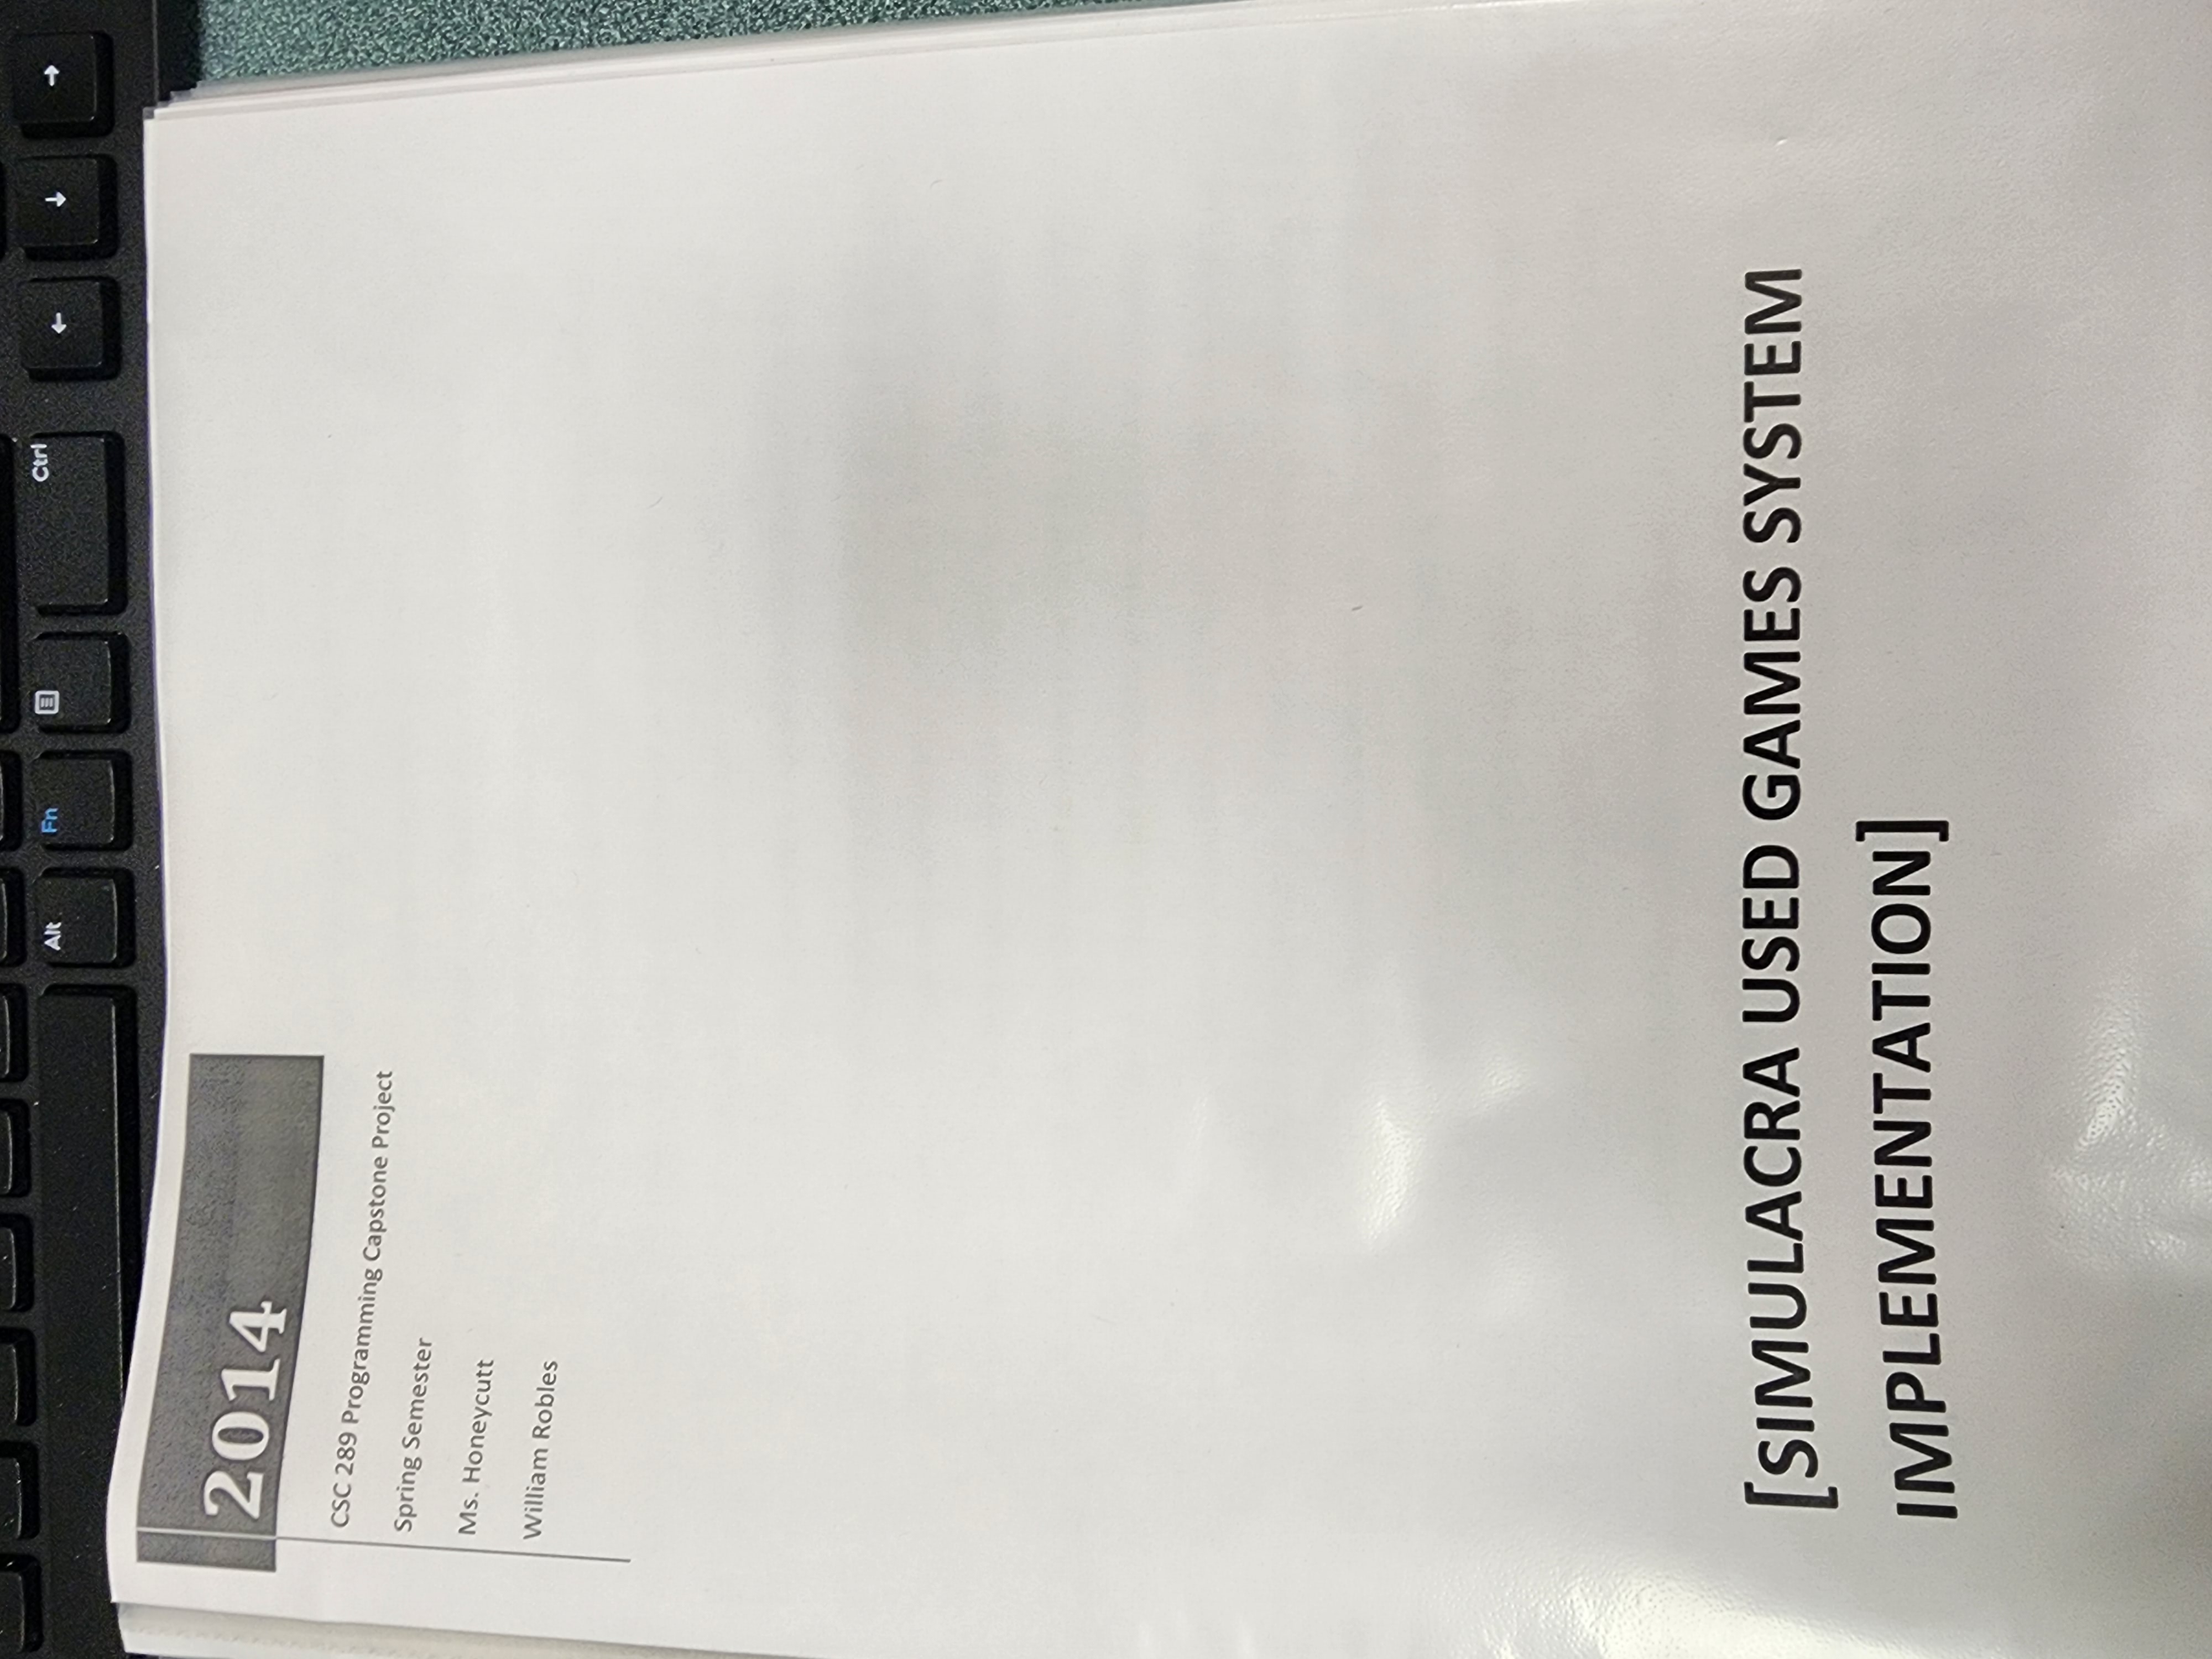 Alt Fn Ctrl ← ↓ →
2014
CSC 289 Programming Capstone Project
Spring Semester
Ms. Honeycutt
William Robles
[SIMULACRA USED GAMES SYSTEM
IMPLEMENTATION]